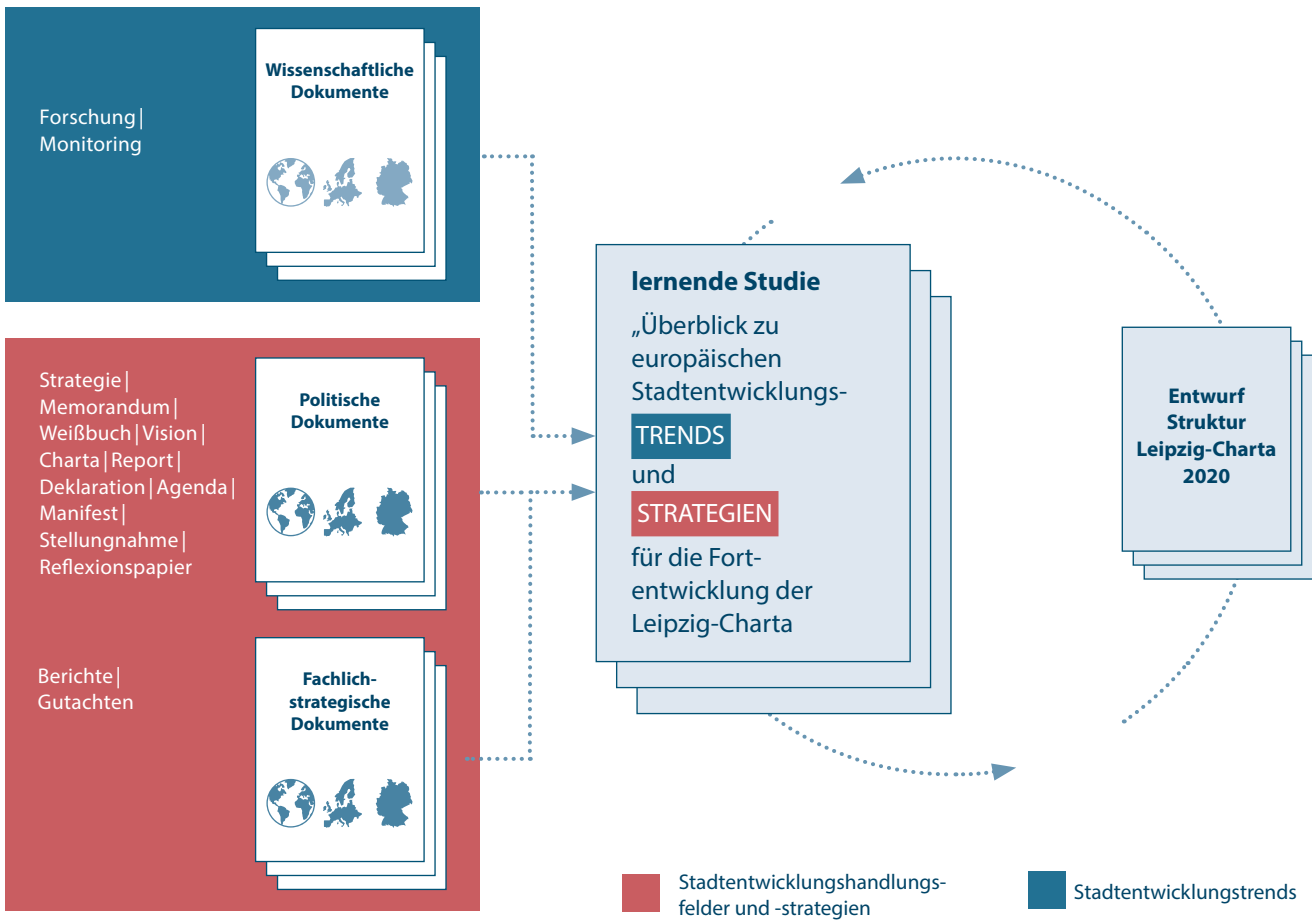 Forschung|
Monitoring
Wissenschaftliche
Dokumente
Strategie|
Memorandum|
Weißbuch|Vision|
Charta|Report|
Deklaration|Agenda|
Manifest|
Stellungnahme|
Reflexionspapier
Politische
Dokumente
Berichte|
Gutachten
Fachlich-
strategische
Dokumente
lernende Studie
„Überblick zu
europäischen
Stadtentwicklungs-
TRENDS
und
STRATEGIEN
für die Fort-
entwicklung der
Leipzig-Charta
Entwurf
Struktur
Leipzig-Charta
2020
Stadtentwicklungshandlungs-
felder und -strategien
Stadtentwicklungstrends